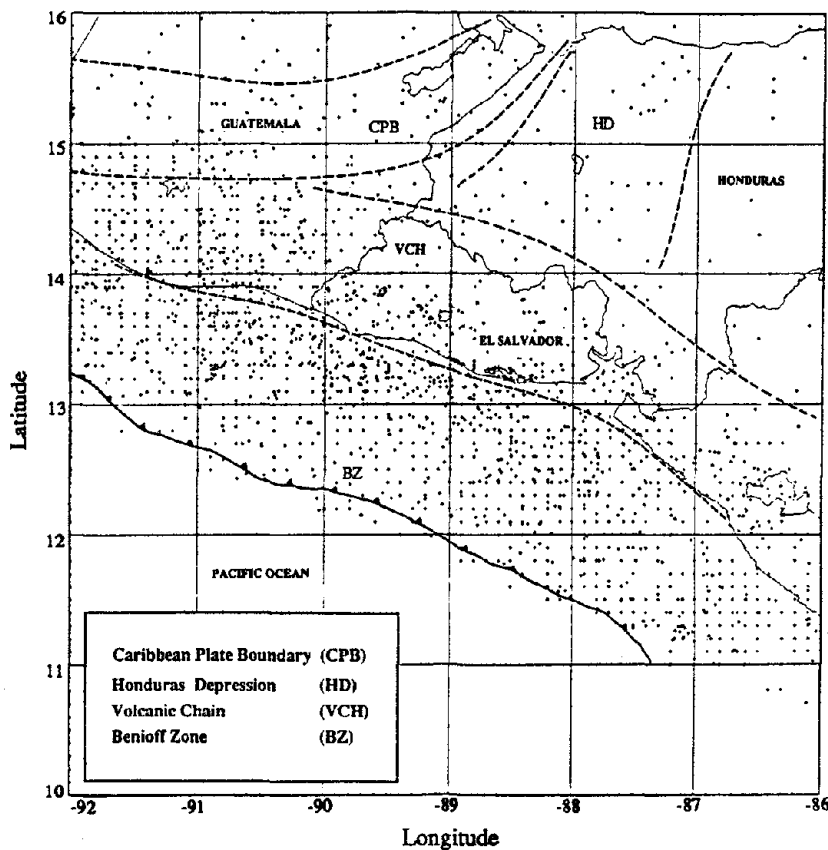 16
GUATEMALA
CPB
HD
15
HONDURAS
VCH
14
EL SALVADOR
13
Latitude
BZ
12
PACIFIC OCEAN
Caribbean Plate Boundary (CPB)
Honduras Depression (HD)
Volcanic Chain (VCH)
Benioff Zone (BZ)
11
10
-92 -91 -90 -89 -88 -87 -86
Longitude